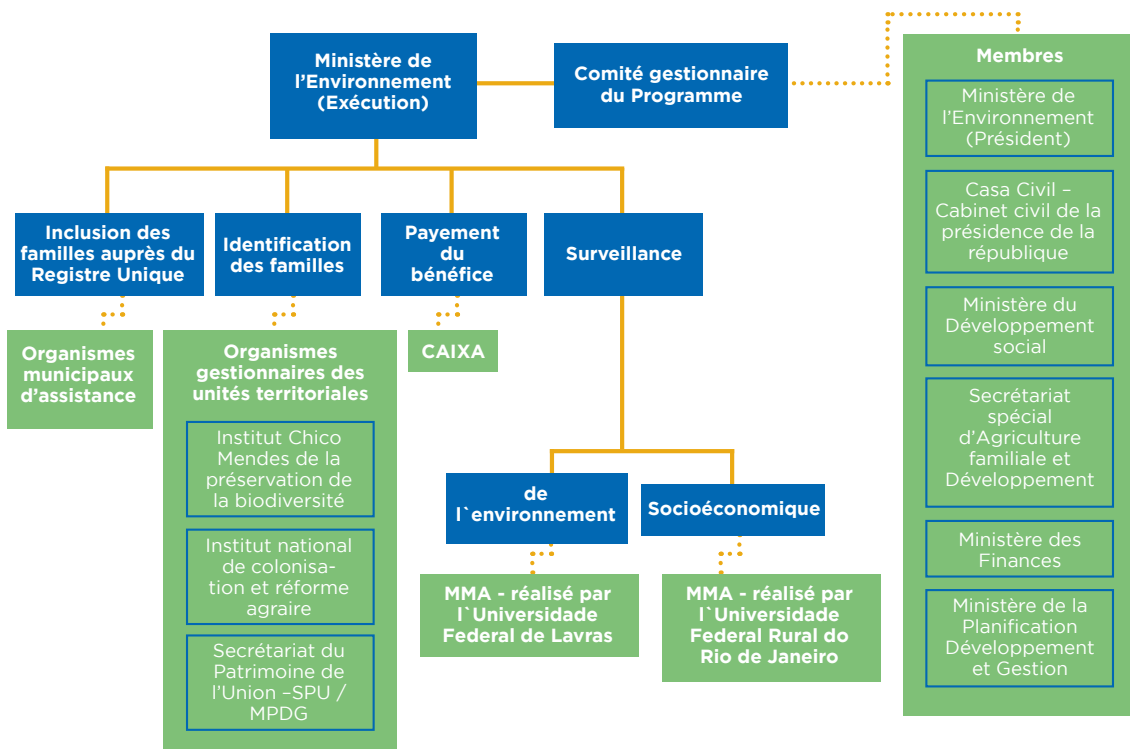 Ministère de
l'Environnement
(Exécution)
Comité gestionnaire
du Programme
Membres
Ministère de
l'Environnement
(Président)
Casa Civil –
Cabinet civil de la
présidence de la
république
Ministère du
Développement
social
Secrétariat
spécial
d'Agriculture
familiale et
Développement
Ministère des
Finances
Ministère de la
Planification
Développement
et Gestion
Inclusion des
familles auprès du
Registre Unique
Identification
des familles
Payement
du
bénéfice
Surveillance
Organismes
municipaux
d'assistance
Organismes
gestionnaires des
unités territoriales
Institut Chico
Mendes de la
préservation de
la biodiversité
Institut national
de colonisa-
tion et réforme
agraire
Secrétariat du
Patrimoine de
l'Union –SPU /
MPDG
CAIXA
de
l`environnement
Socioéconomique
MMA - réalisé par
l`Universidade
Federal de Lavras
MMA - réalisé par
l`Universidade
Federal Rural do
Rio de Janeiro